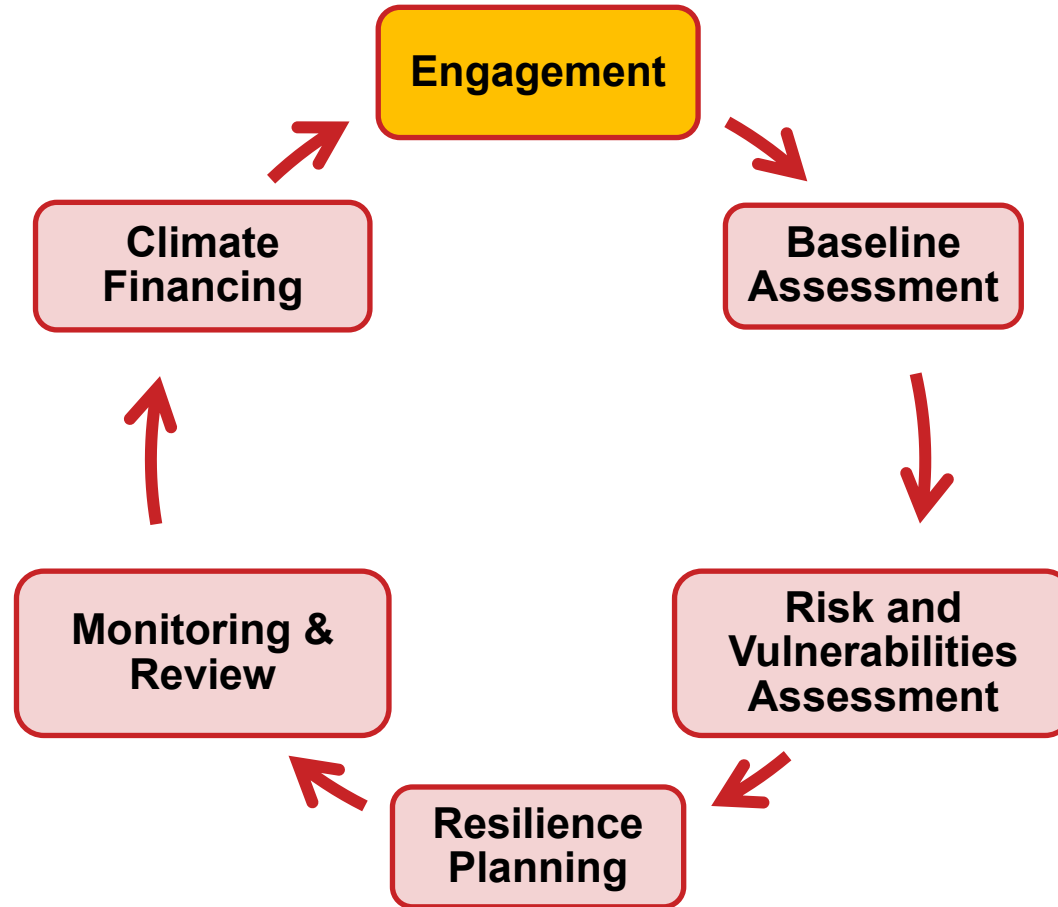 Engagement
Baseline
Assessment
Risk and
Vulnerabilities
Assessment
Resilience
Planning
Monitoring &
Review
Climate
Financing